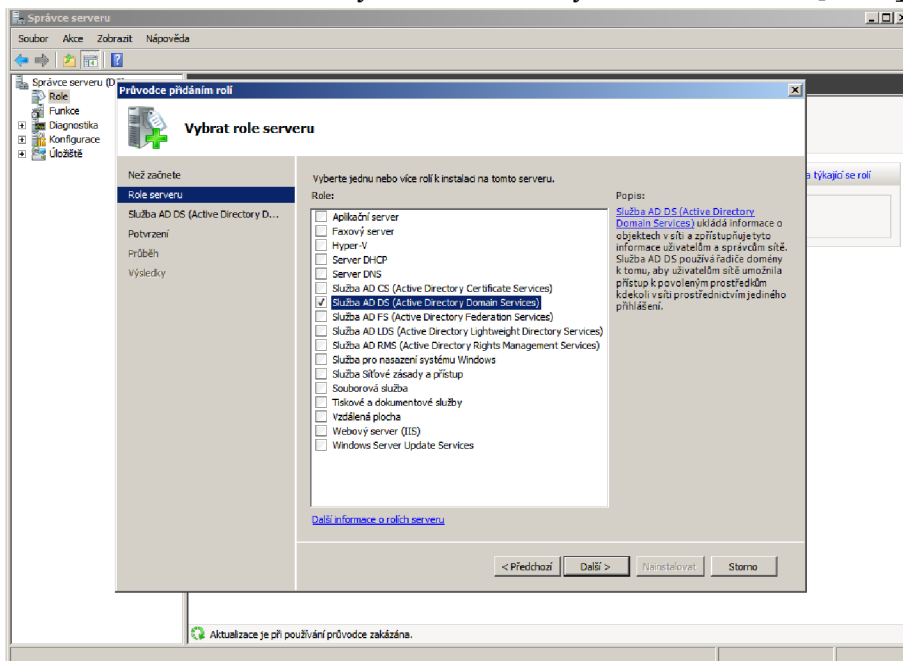 Správce serveru
Soubor Akce Zobrazit Nápověda
Správce serveru (D
Role
Funkce
Diagnostika
Konfigurace
Úložiště
Průvodce přidáním rolí
Vybrat role serveru
Než začnete
Role serveru
Služba AD DS (Active Directory D...
Potvrzení
Průběh
Výsledky
Vyberte jednu nebo více rolí k instalaci na tomto serveru.
Role:
Aplikační server
Faxový server
Hyper-V
Server DHCP
Server DNS
Služba AD CS (Active Directory Certificate Services)
Služba AD DS (Active Directory Domain Services)
Služba AD FS (Active Directory Federation Services)
Služba AD LDS (Active Directory Lightweight Directory Services)
Služba AD RMS (Active Directory Rights Management Services)
Služba pro nasazení systému Windows
Služba Síťové zásady a přístup
Souborová služba
Tiskové a dokumentové služby
Vzdálená plocha
Webový server (IIS)
Windows Server Update Services
Další informace o rolích serveru
Popis:
Služba AD DS (Active Directory
Domain Services) ukládá informace o
objektech v síti a zpřístupňuje tyto
informace uživatelům a správcům sítě.
Služba AD DS používá řadiče domény
k tomu, aby uživatelům sítě umožnila
přístup k povoleným prostředkům
kdekoli v síti prostřednictvím jediného
přihlášení.
a týkající se rolí
< Předchozí Další > Nainstalovat Storno
Aktualizace je při používání průvodce zakázána.